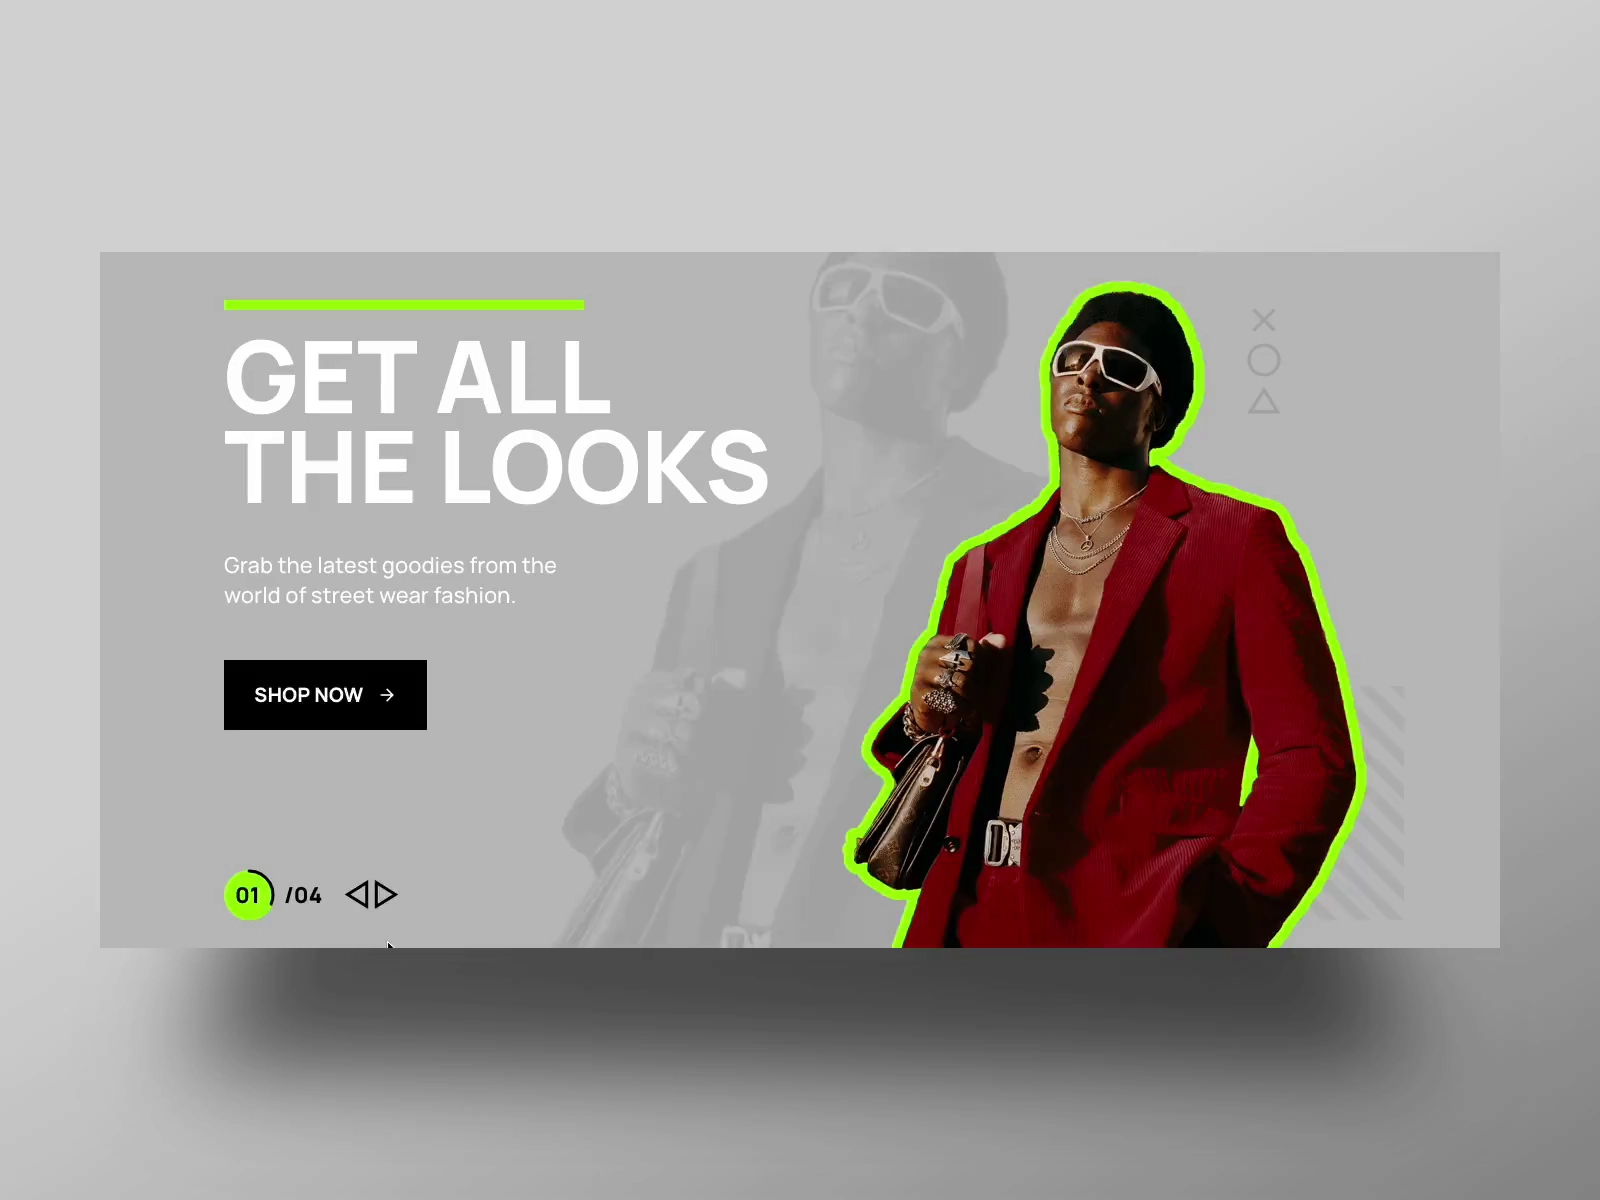 GET ALL
THE LOOKS
Grab the latest goodies from the
world of street wear fashion.
SHOP NOW →
01 /04